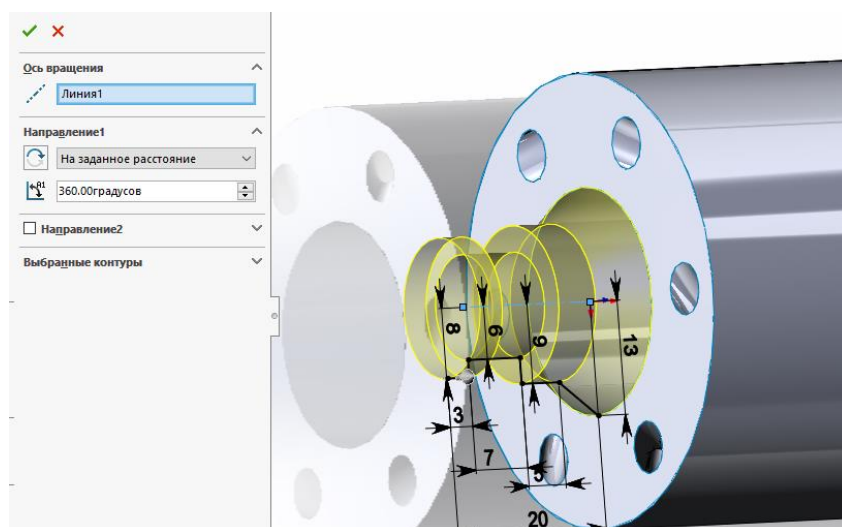 Ось вращения
Линия1
Направление1
На заданное расстояние
A1
360.00градусов
Направление2
Выбранные контуры
8
6
9
13
3
7
5
20